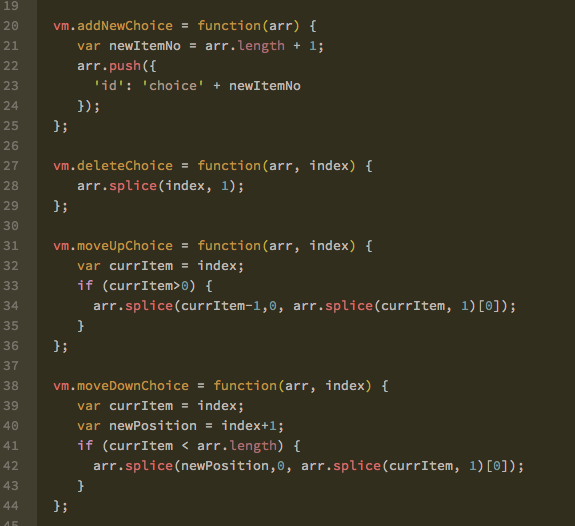 19
20 vm.addNewChoice = function(arr) {
21 var newItemNo = arr.length + 1;
22 arr.push({
23 'id': 'choice' + newItemNo
24 });
25 };
26
27 vm.deleteChoice = function(arr, index) {
28 arr.splice(index, 1);
29 };
30
31 vm.moveUpChoice = function(arr, index) {
32 var currItem = index;
33 if (currItem>0) {
34 arr.splice(currItem-1,0, arr.splice(currItem, 1)[0]);
35 }
36 };
37
38 vm.moveDownChoice = function(arr, index) {
39 var currItem = index;
40 var newPosition = index+1;
41 if (currItem < arr.length) {
42 arr.splice(newPosition,0, arr.splice(currItem, 1)[0]);
43 }
44 };
45